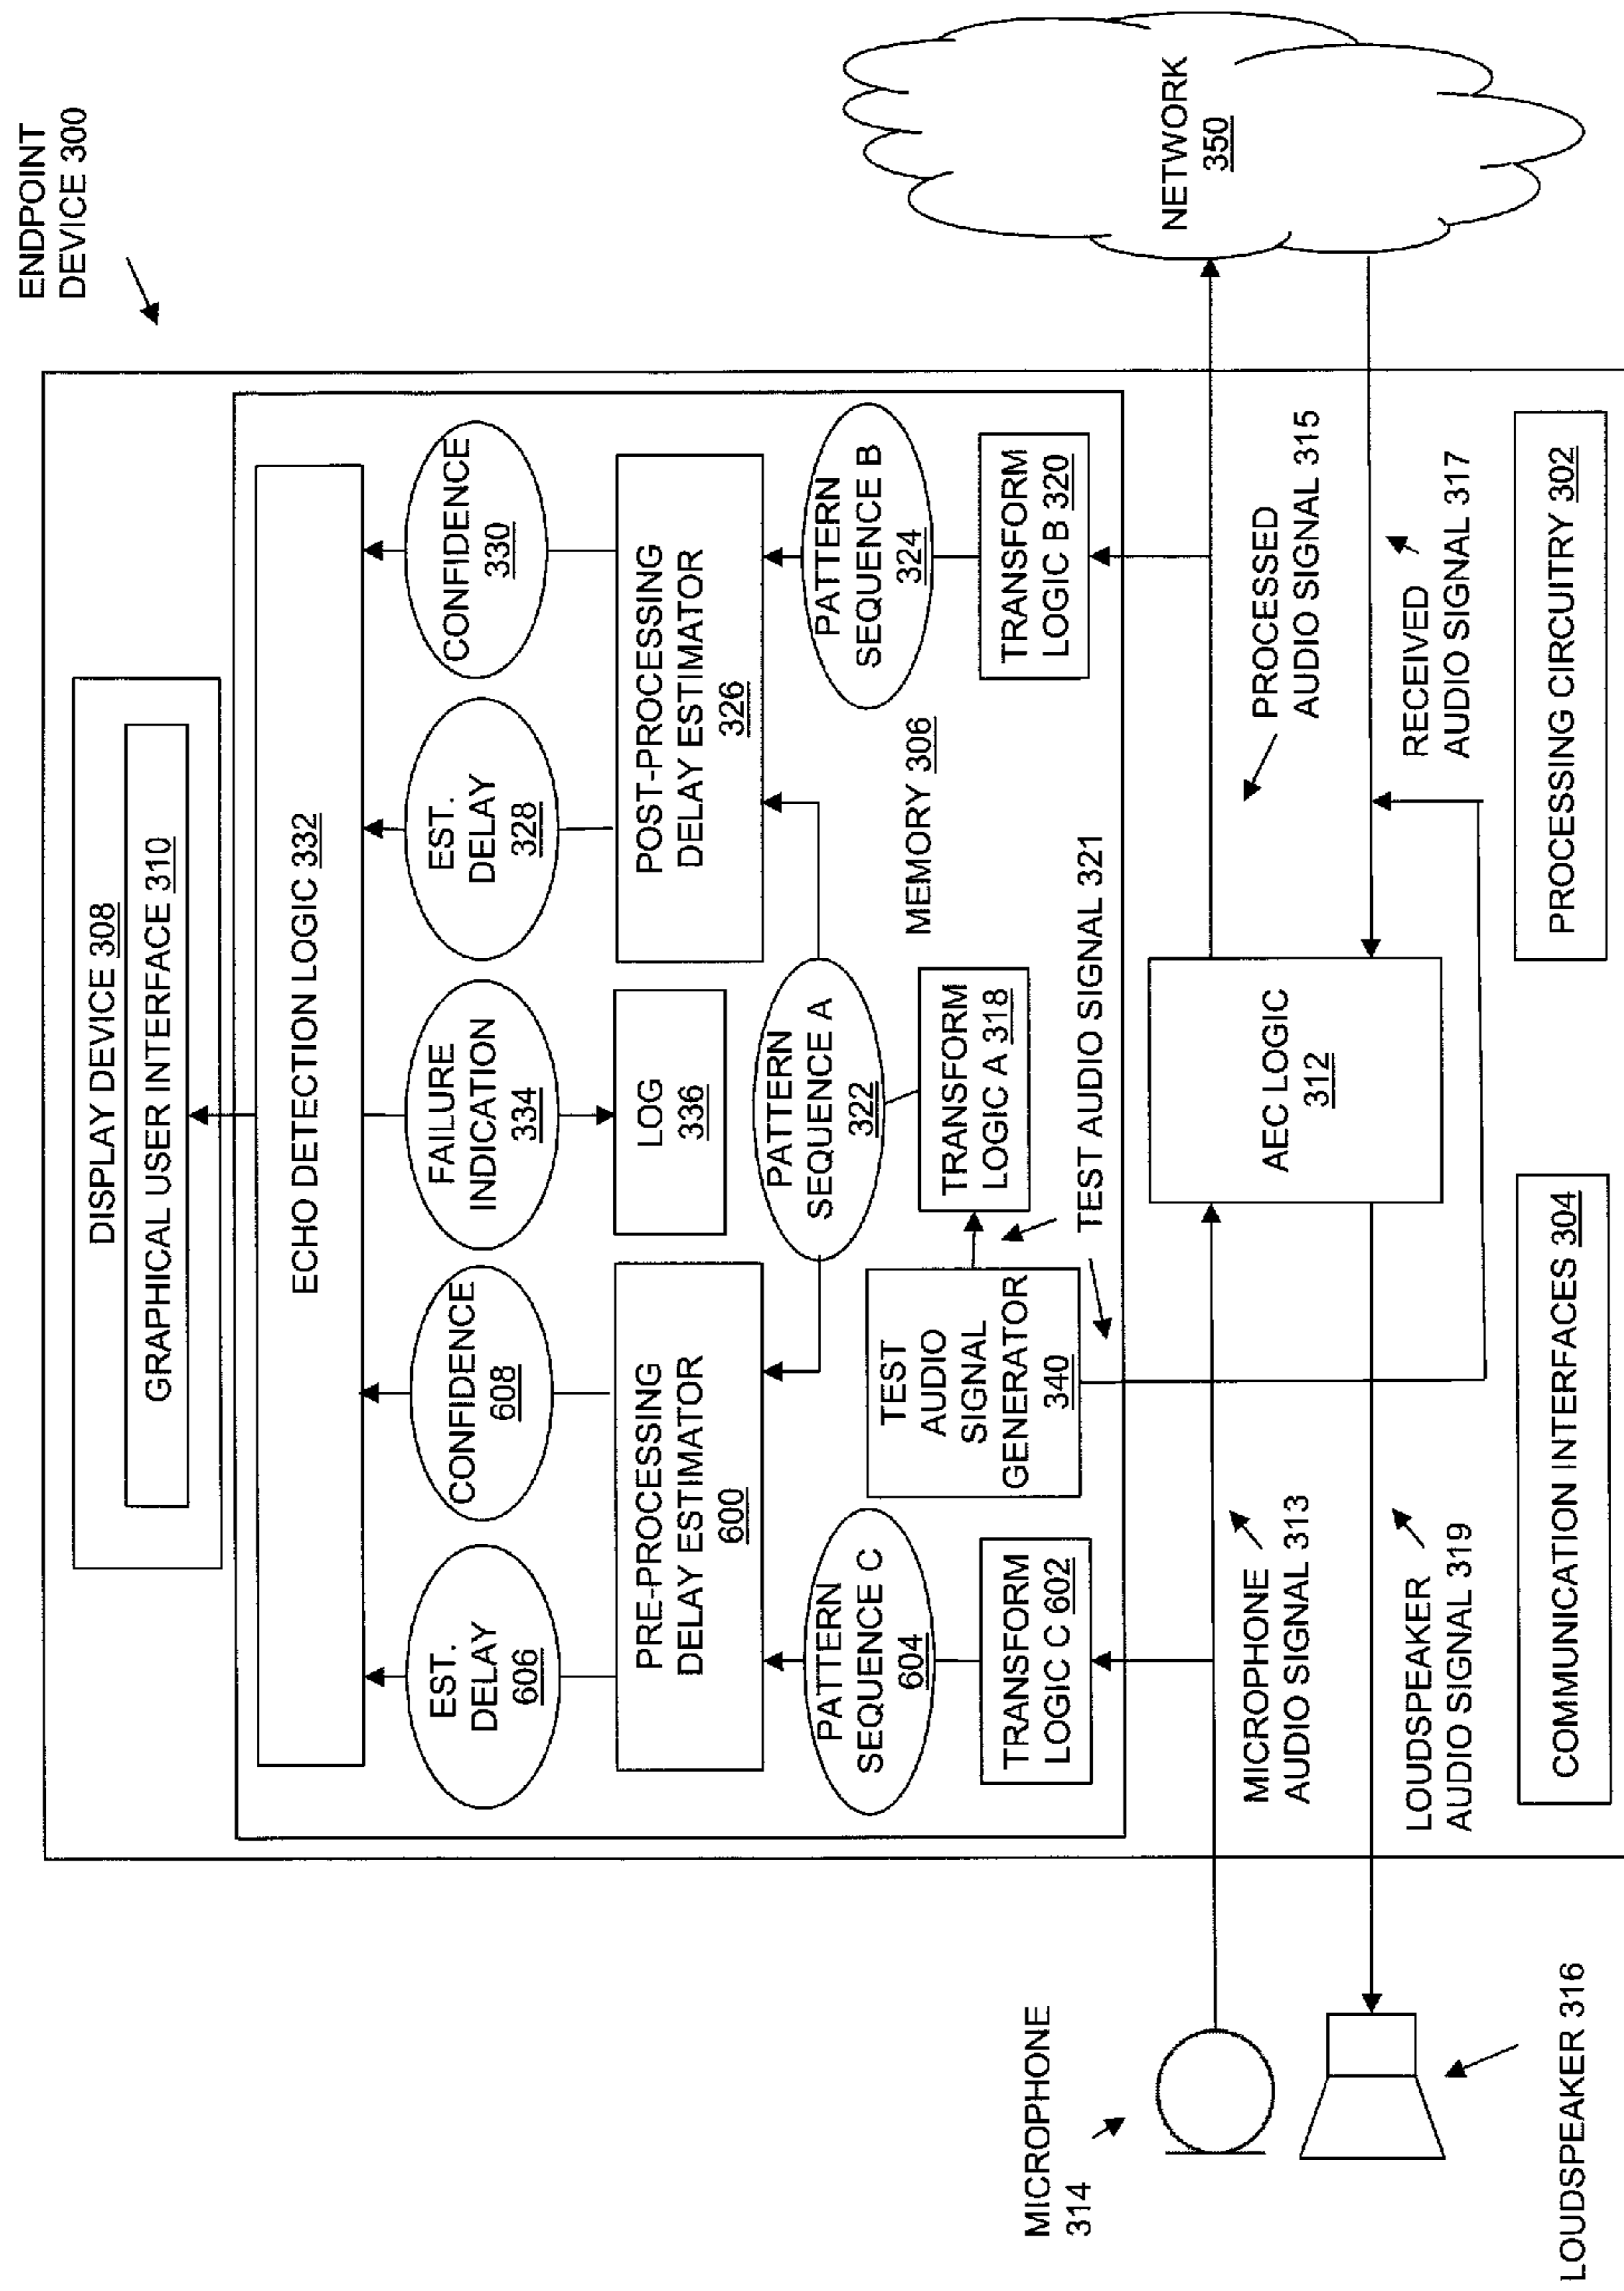 ENDPOINT
DEVICE 300
DISPLAY DEVICE 308
GRAPHICAL USER INTERFACE 310
ECHO DETECTION LOGIC 332
EST.
DELAY
606
CONFIDENCE
608
FAILURE
INDICATION
334
EST.
DELAY
328
CONFIDENCE
330
PRE-PROCESSING
DELAY ESTIMATOR
600
LOG
336
POST-PROCESSING
DELAY ESTIMATOR
326
PATTERN
SEQUENCE C
604
PATTERN
SEQUENCE A
322
PATTERN
SEQUENCE B
324
TEST
AUDIO
SIGNAL
GENERATOR
340
MEMORY 306
TRANSFORM
LOGIC C 602
TRANSFORM
LOGIC A 318
TRANSFORM
LOGIC B 320
TEST AUDIO SIGNAL 321
MICROPHONE
314
MICROPHONE
AUDIO SIGNAL 313
AEC LOGIC
312
PROCESSED
AUDIO SIGNAL 315
NETWORK
350
LOUDSPEAKER
AUDIO SIGNAL 319
RECEIVED
AUDIO SIGNAL 317
COMMUNICATION INTERFACES 304
PROCESSING CIRCUITRY 302
LOUDSPEAKER 316